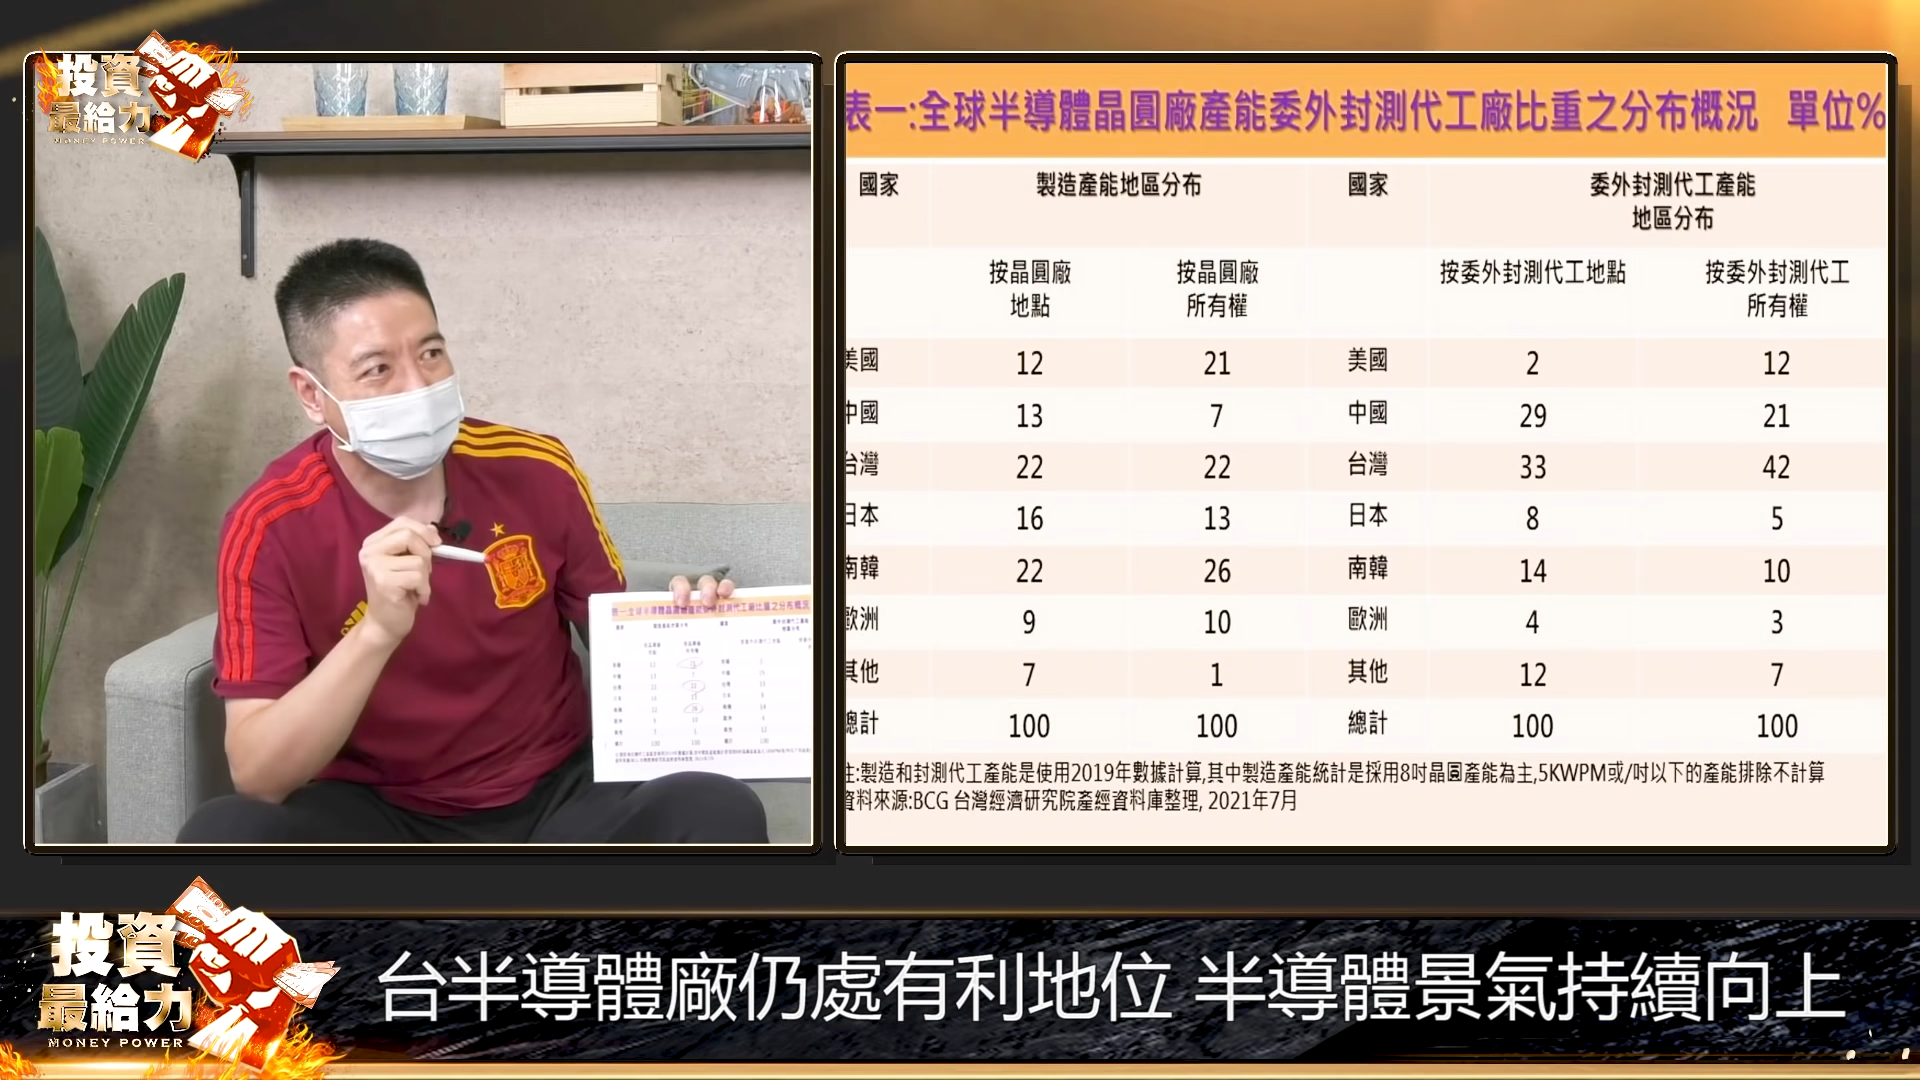 投資
最給力
MONEY POWER
表一:全球半導體晶圓廠產能委外封測代工廠比重之分布概況 單位%
國家 製造產能地區分布 國家 委外封測代工產能
地區分布
按晶圓廠 按晶圓廠 按委外封測代工地點 按委外封測代工
地點 所有權 所有權
美國 12 21 美國 2 12
中國 13 7 中國 29 21
台灣 22 22 台灣 33 42
日本 16 13 日本 8 5
南韓 22 26 南韓 14 10
歐洲 9 10 歐洲 4 3
其他 7 1 其他 12 7
總計 100 100 總計 100 100
註:製造和封測代工產能是使用2019年數據計算,其中製造產能統計是採用8吋晶圓產能為主,5KWPM或/吋以下的產能排除不計算
資料來源:BCG 台灣經濟研究院產經資料庫整理, 2021年7月
投資
最給力
MONEY POWER
台半導體廠仍處有利地位 半導體景氣持續向上